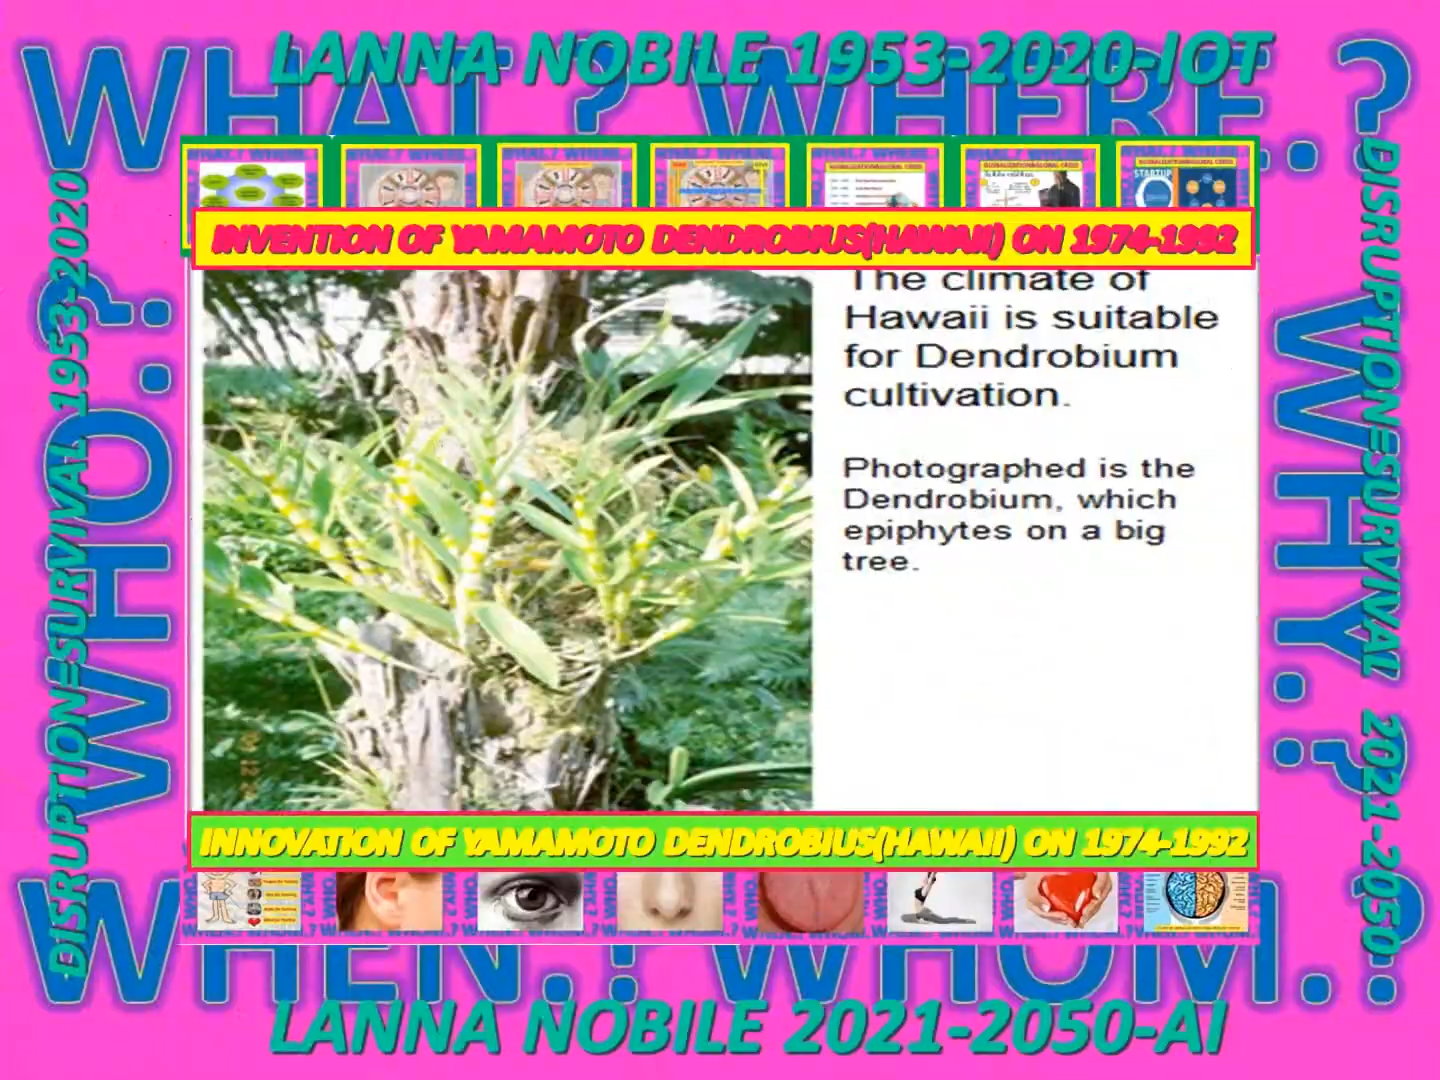 LANNA NOBILE 1953-2020-IOT
WHAT.? WHERE.?
INVENTION OF YAMAMOTO DENDROBIUS(HAWAII) ON 1974-1992
The climate of
Hawaii is suitable
for Dendrobium
cultivation.
Photographed is the
Dendrobium, which
epiphytes on a big
tree.
INNOVATION OF YAMAMOTO DENDROBIUS(HAWAII) ON 1974-1992
DISRUPTION=SURVIVAL 1953-2020
WHO.?
DISRUPTION=SURVIVAL 2021-2050
WHY.?
STARTUP
WHEN.? WHOM.?
LANNA NOBILE 2021-2050-AI